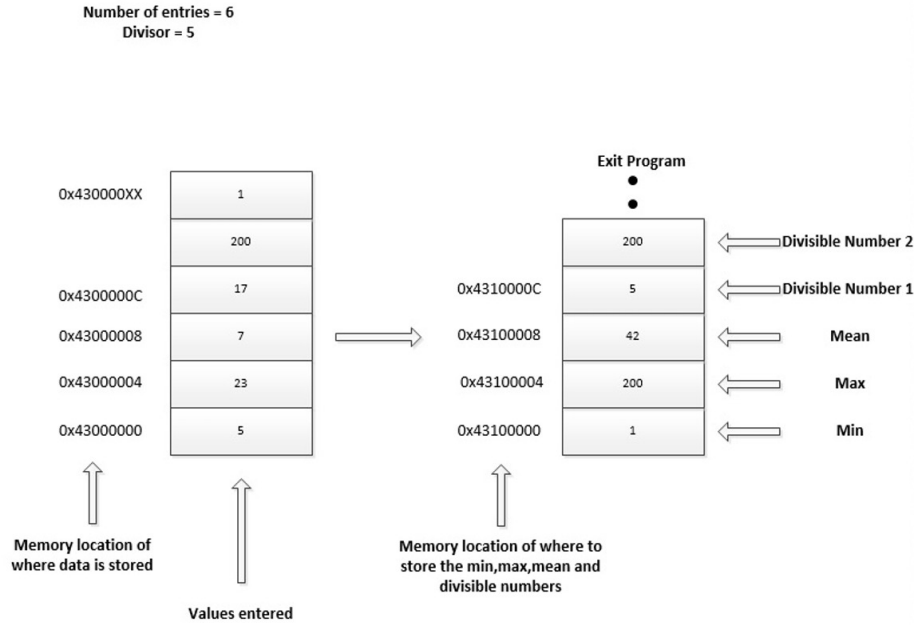 Number of entries = 6
Divisor = 5
Exit Program
0x430000XX
1
200
200
Divisible Number 2
0x4300000C
17
0x4310000C
5
Divisible Number 1
0x43000008
7
0x43100008
42
Mean
0x43000004
23
0x43100004
200
Max
0x43000000
5
0x43100000
1
Min
Memory location of
where data is stored
Values entered
Memory location of where to
store the min,max,mean and
divisible numbers